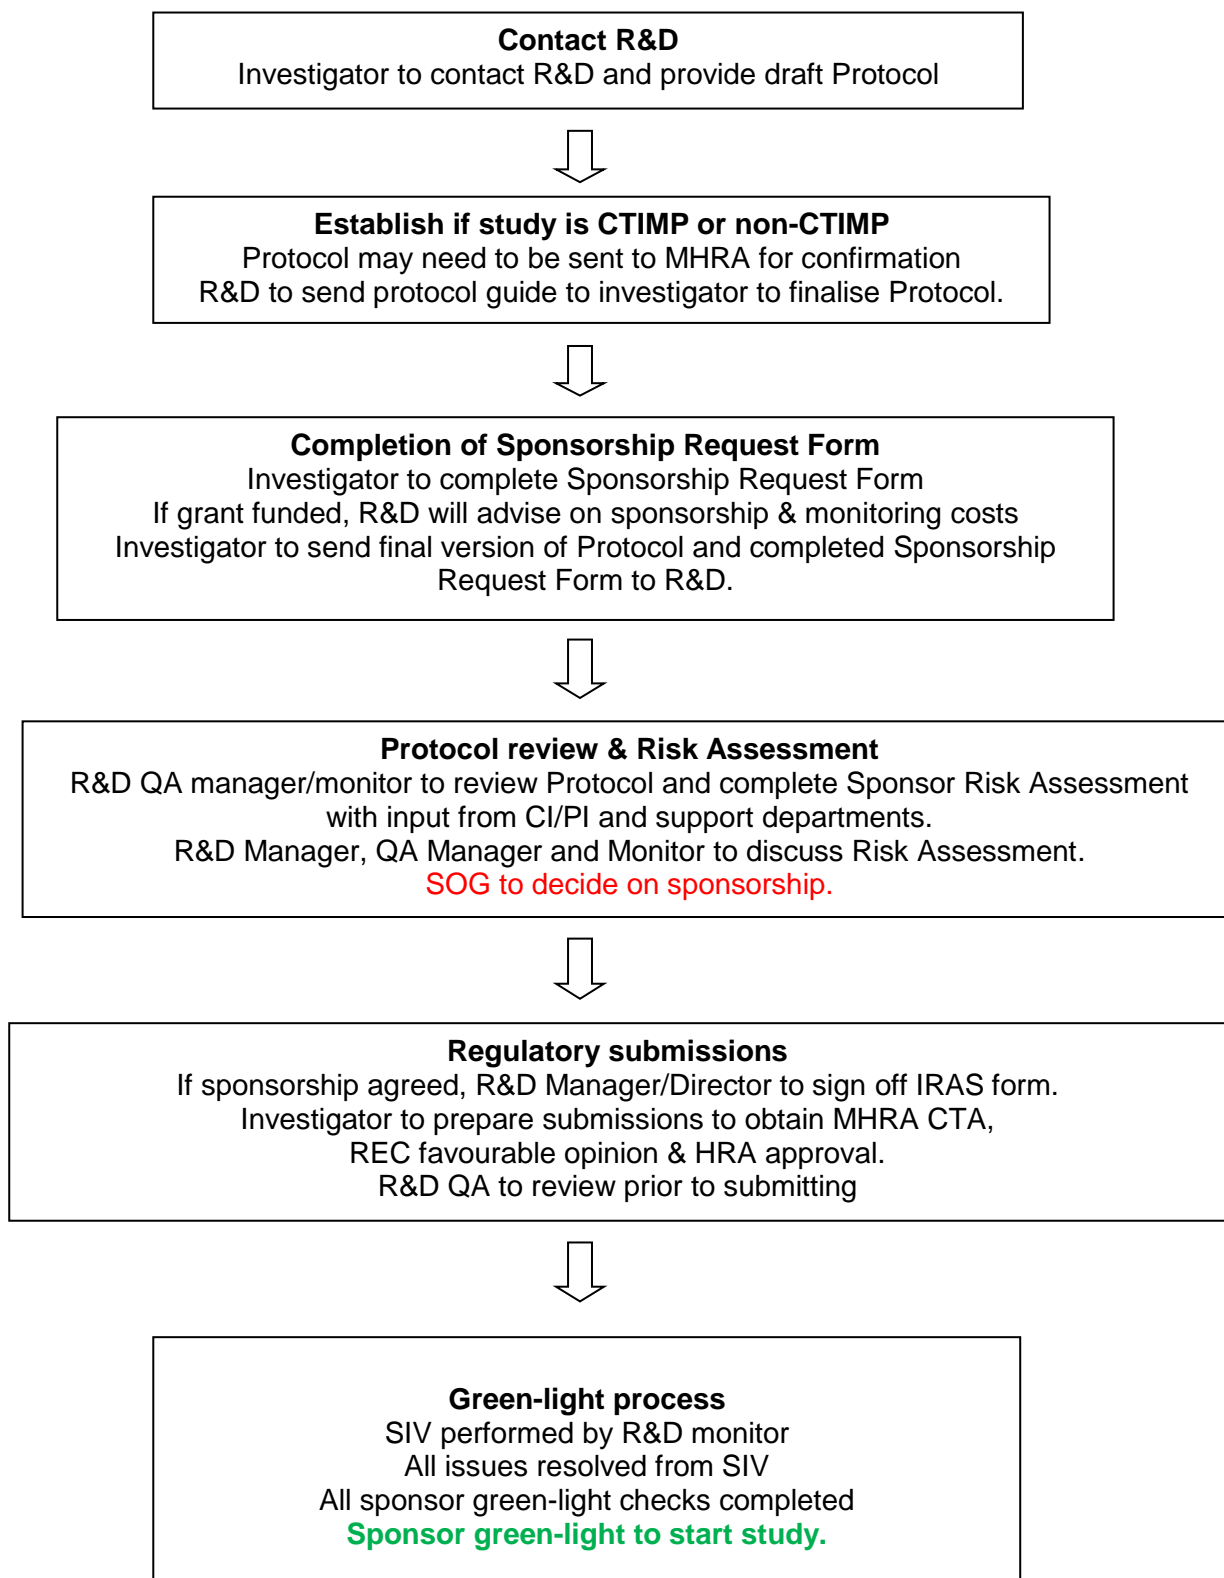 Contact R&D
Investigator to contact R&D and provide draft Protocol
Establish if study is CTIMP or non-CTIMP
Protocol may need to be sent to MHRA for confirmation
R&D to send protocol guide to investigator to finalise Protocol.
Completion of Sponsorship Request Form
Investigator to complete Sponsorship Request Form
If grant funded, R&D will advise on sponsorship & monitoring costs
Investigator to send final version of Protocol and completed Sponsorship
Request Form to R&D.
Protocol review & Risk Assessment
R&D QA manager/monitor to review Protocol and complete Sponsor Risk Assessment
with input from CI/PI and support departments.
R&D Manager, QA Manager and Monitor to discuss Risk Assessment.
SOG to decide on sponsorship.
Regulatory submissions
If sponsorship agreed, R&D Manager/Director to sign off IRAS form.
Investigator to prepare submissions to obtain MHRA CTA,
REC favourable opinion & HRA approval.
R&D QA to review prior to submitting
Green-light process
SIV performed by R&D monitor
All issues resolved from SIV
All sponsor green-light checks completed
Sponsor green-light to start study.